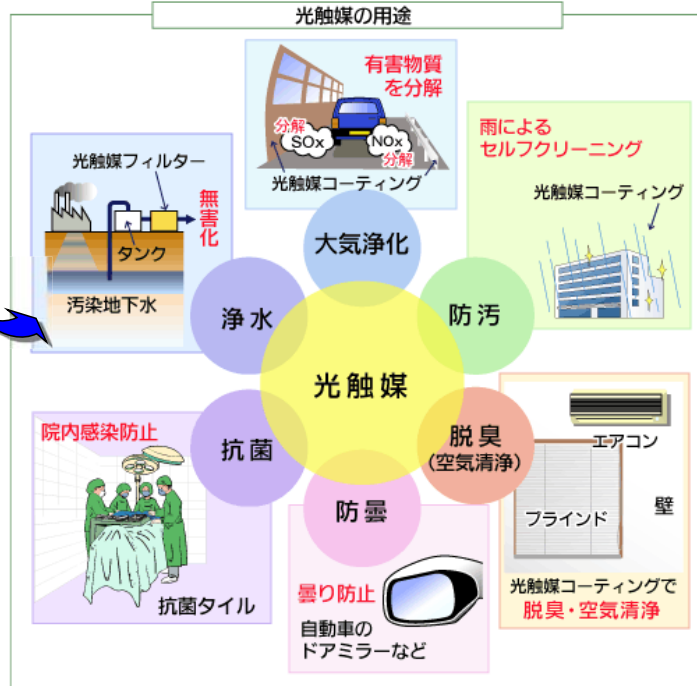 光触媒の用途
有害物質
を分解
分解
SOx
NOx
分解
光触媒コーティング
大気浄化
雨による
セルフクリーニング
光触媒コーティング
防汚
光触媒フィルター
無害化
タンク
汚染地下水
浄水
光触媒
院内感染防止
抗菌タイル
抗菌
脱臭
(空気清浄)
エアコン
ブラインド
壁
光触媒コーティングで
脱臭・空気清浄
防曇
曇り防止
自動車の
ドアミラーなど